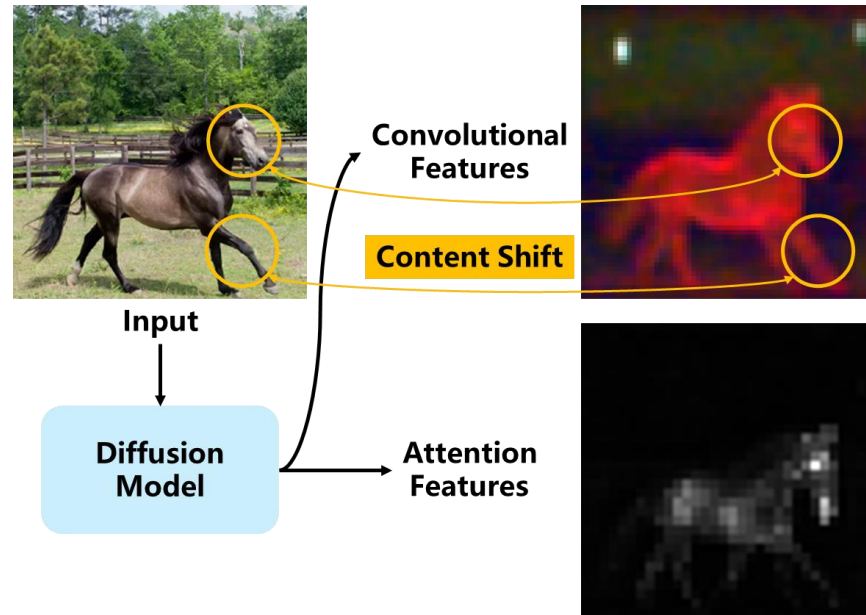 Convolutional
Features
Content Shift
Input
Diffusion
Model
Attention
Features